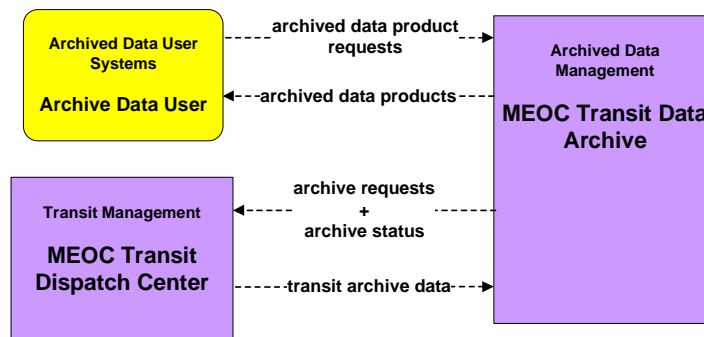 Archived Data User
Systems
Archive Data User
archived data product
requests
archived data products
Archived Data
Management
MEOC Transit Data
Archive
Transit Management
MEOC Transit
Dispatch Center
archive requests
+
archive status
transit archive data